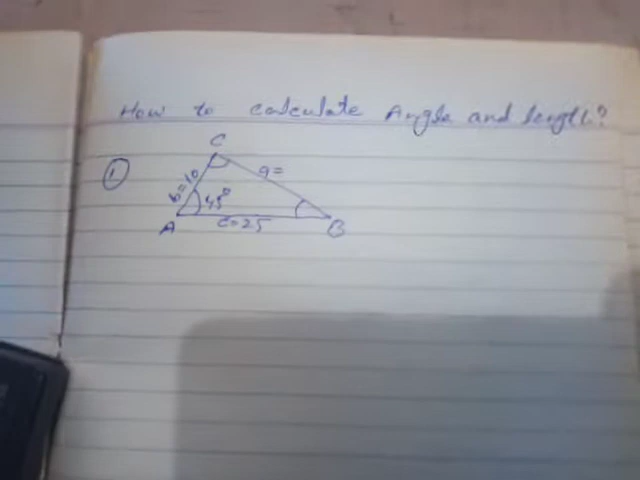 How to calculate Angle and length?
① C
b=10 a=
45°
A c=25 B